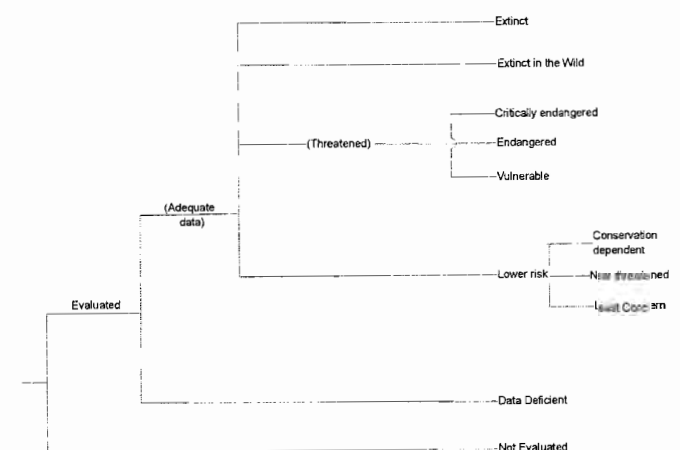 Extinct
Extinct in the Wild
Critically endangered
(Threatened)
Endangered
Vulnerable
(Adequate
data)
Conservation
dependent
Lower risk
Evaluated
Data Deficient
Not Evaluated